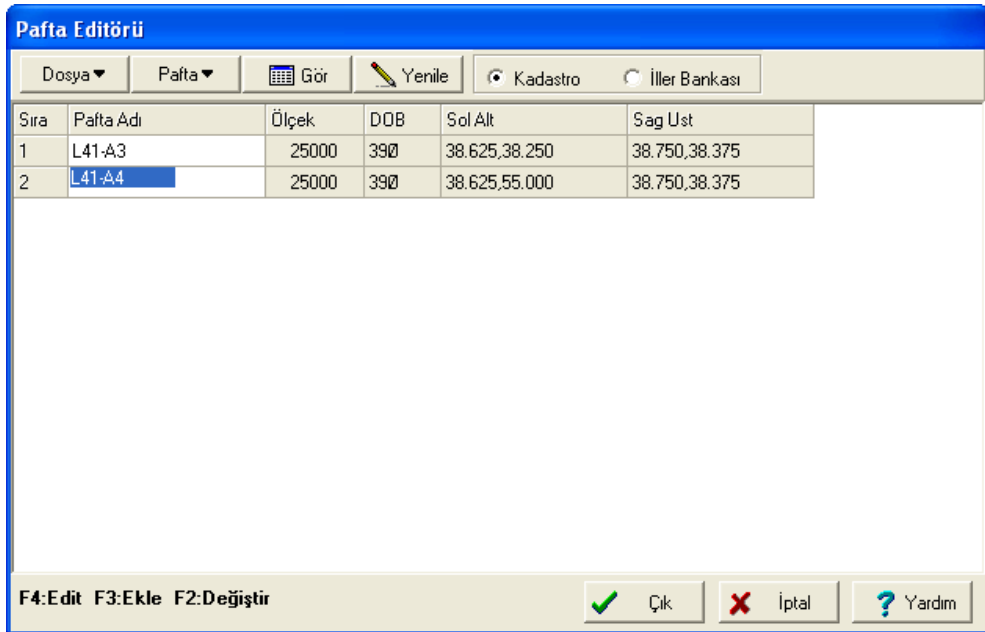 Pafta Editörü
Dosya Pafta Gör Yenile Kadastro İller Bankası
Sıra Pafta Adı Ölçek DOB Sol Alt Sag Ust
1 L41-A3 25000 39Ø 38.625,38.250 38.750,38.375
2 L41-A4 25000 39Ø 38.625,55.000 38.750,38.375
F4:Edit F3:Ekle F2:Değiştir Çık İptal Yardım